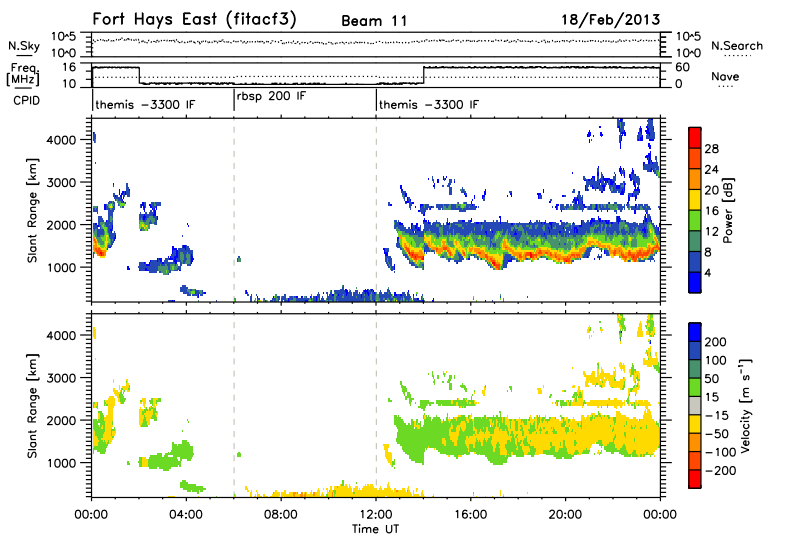 Fort Hays East (fitacf3) Beam 11 18/Feb/2013
N.Sky 10^5 10^0 10^5 10^0 N.Search
Freq. [MHz] 16 10 60 0 Nave
CPID themis -3300 IF rbsp 200 IF themis -3300 IF
Slant Range [km]
4000
3000
2000
1000
28
24
20
16
12
8
4
Power [dB]
Slant Range [km]
4000
3000
2000
1000
200
100
50
15
-15
-50
-100
-200
Velocity [m s⁻¹]
00:00 04:00 08:00 12:00 16:00 20:00 00:00
Time UT